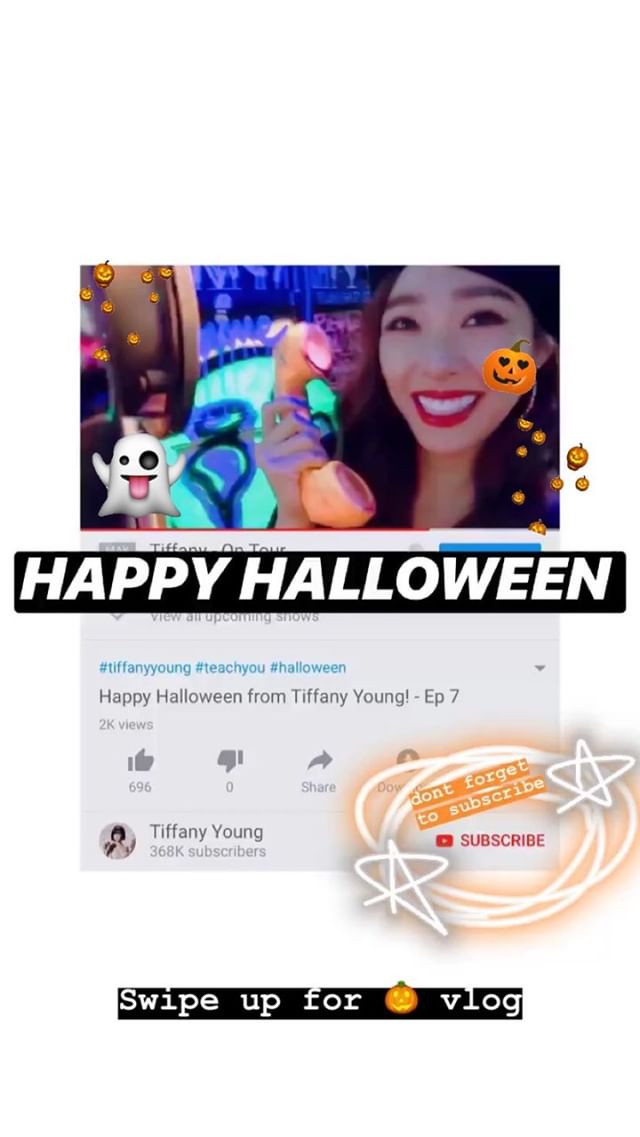 Tiffany - On Tour
HAPPY HALLOWEEN
View all upcoming shows
#tiffanyyoung #teachyou #halloween
Happy Halloween from Tiffany Young! - Ep 7
2K views
696
0
Share
dont forget
to subscribe
Tiffany Young
368K subscribers
SUBSCRIBE
Swipe up for 🎃 vlog